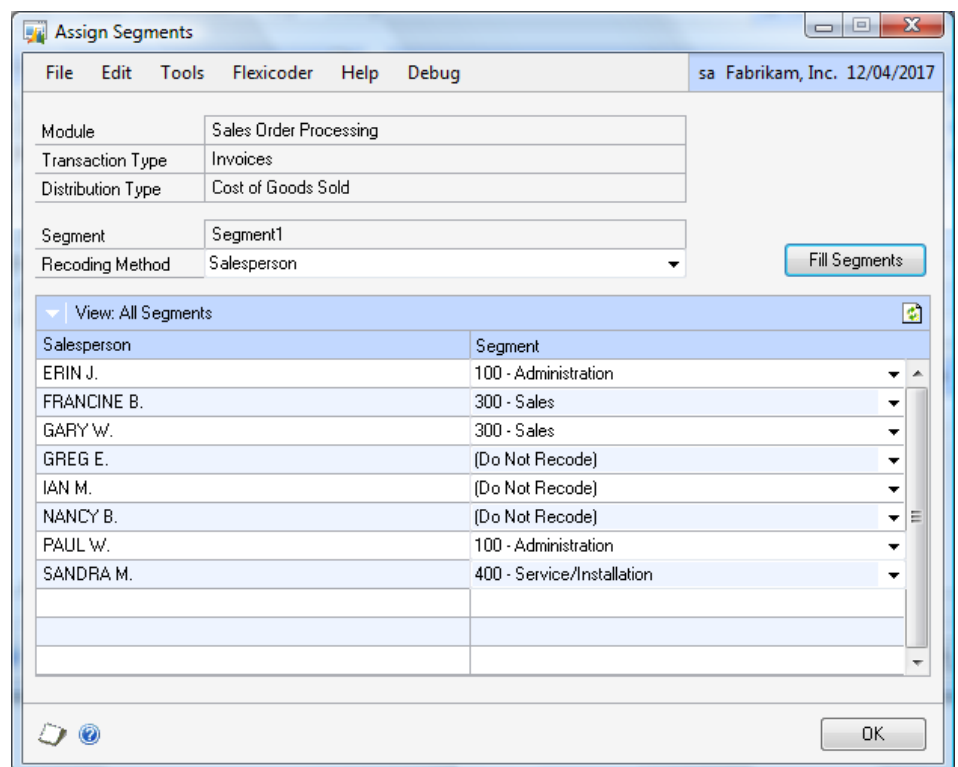 Assign Segments
File Edit Tools Flexicoder Help Debug sa Fabrikam, Inc. 12/04/2017
Module Sales Order Processing
Transaction Type Invoices
Distribution Type Cost of Goods Sold
Segment Segment1
Recoding Method Salesperson Fill Segments
View: All Segments
Salesperson Segment
ERIN J. 100 - Administration
FRANCINE B. 300 - Sales
GARY W. 300 - Sales
GREG E. (Do Not Recode)
IAN M. (Do Not Recode)
NANCY B. (Do Not Recode)
PAUL W. 100 - Administration
SANDRA M. 400 - Service/Installation
OK